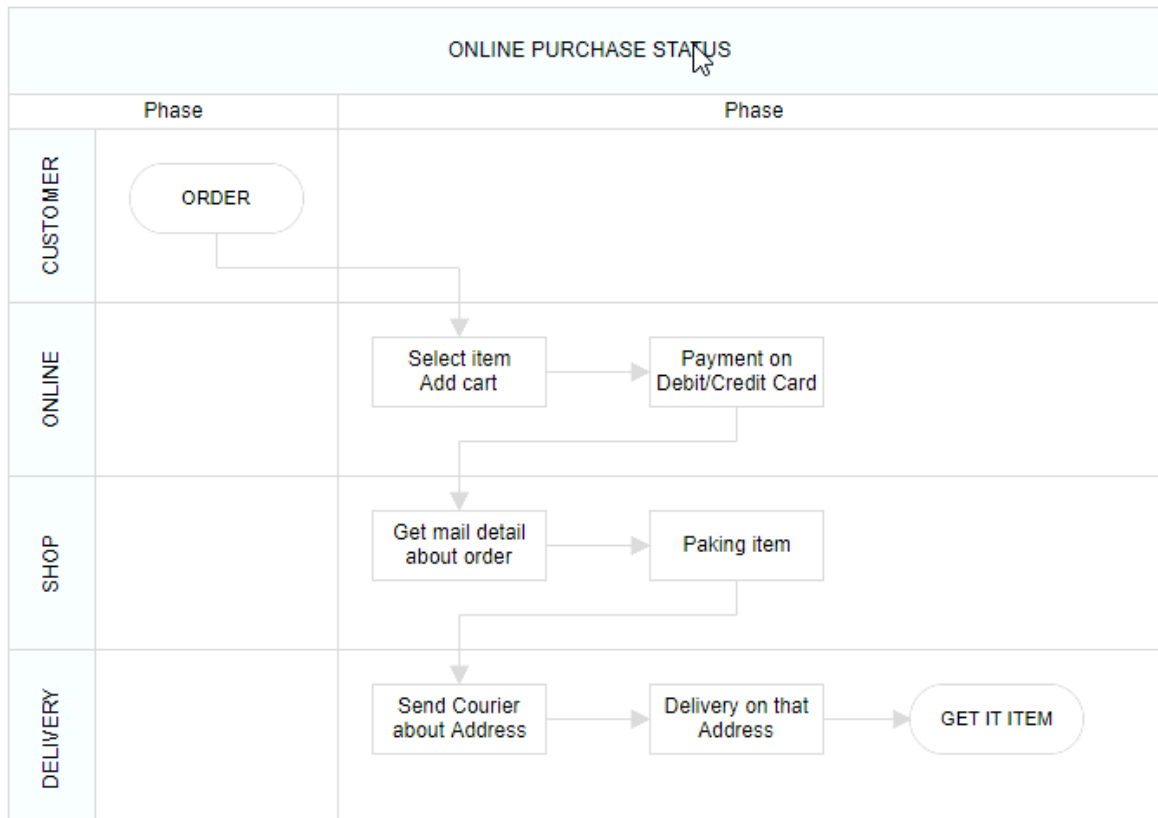 ONLINE PURCHASE STATUS
Phase
Phase
CUSTOMER
ORDER
ONLINE
Select item
Add cart
Payment on
Debit/Credit Card
SHOP
Get mail detail
about order
Paking item
DELIVERY
Send Courier
about Address
Delivery on that
Address
GET IT ITEM